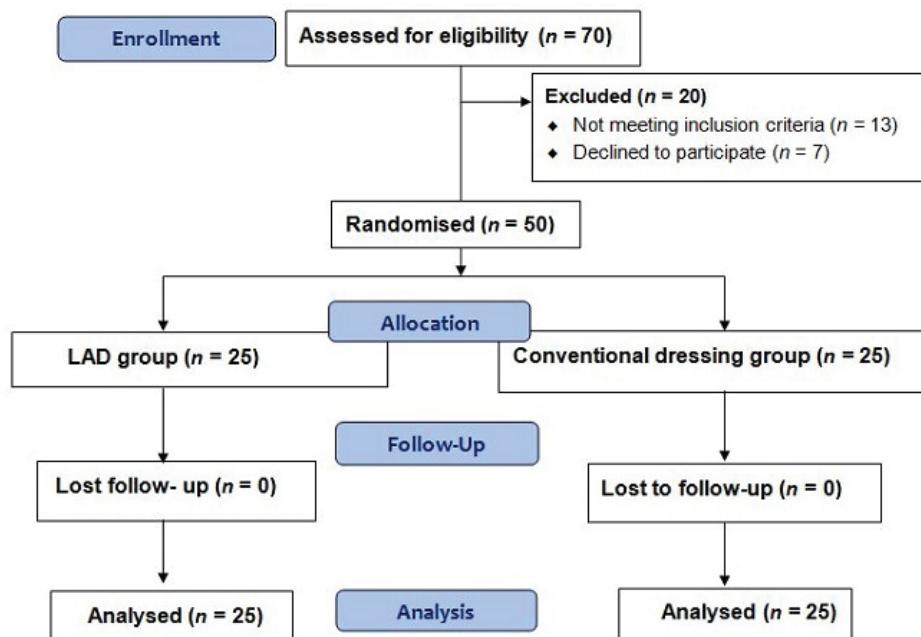 Enrollment
Assessed for eligibility (n = 70)
Excluded (n = 20)
◆ Not meeting inclusion criteria (n = 13)
◆ Declined to participate (n = 7)
Randomised (n = 50)
Allocation
LAD group (n = 25)
Conventional dressing group (n = 25)
Follow-Up
Lost follow- up (n = 0)
Lost to follow-up (n = 0)
Analysed (n = 25)
Analysis
Analysed (n = 25)